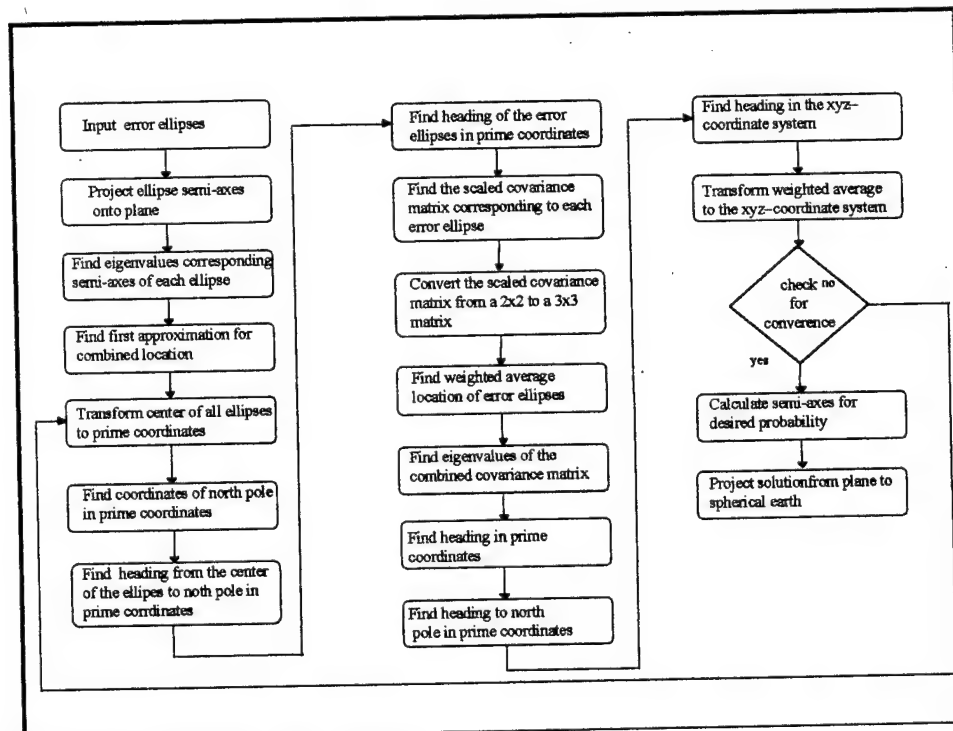 Input error ellipses
Project ellipse semi-axes
onto plane
Find eigenvalues corresponding
semi-axes of each ellipse
Find first approximation for
combined location
Transform center of all ellipses
to prime coordinates
Find coordinates of north pole
in prime coordinates
Find heading from the center
of the ellipes to noth pole in
prime corrdinates
Find heading of the error
ellipses in prime coordinates
Find the scaled covariance
matrix corresponding to each
error ellipse
Convert the scaled covariance
matrix from a 2x2 to a 3x3
matrix
Find weighted average
location of error ellipses
Find eigenvalues of the
combined covariance matrix
Find heading in prime
coordinates
Find heading to north
pole in prime coordinates
Find heading in the xyz-
coordinate system
Transform weighted average
to the xyz-coordinate system
check no
for
converence
yes
Calculate semi-axes for
desired probability
Project solutionfrom plane to
spherical earth